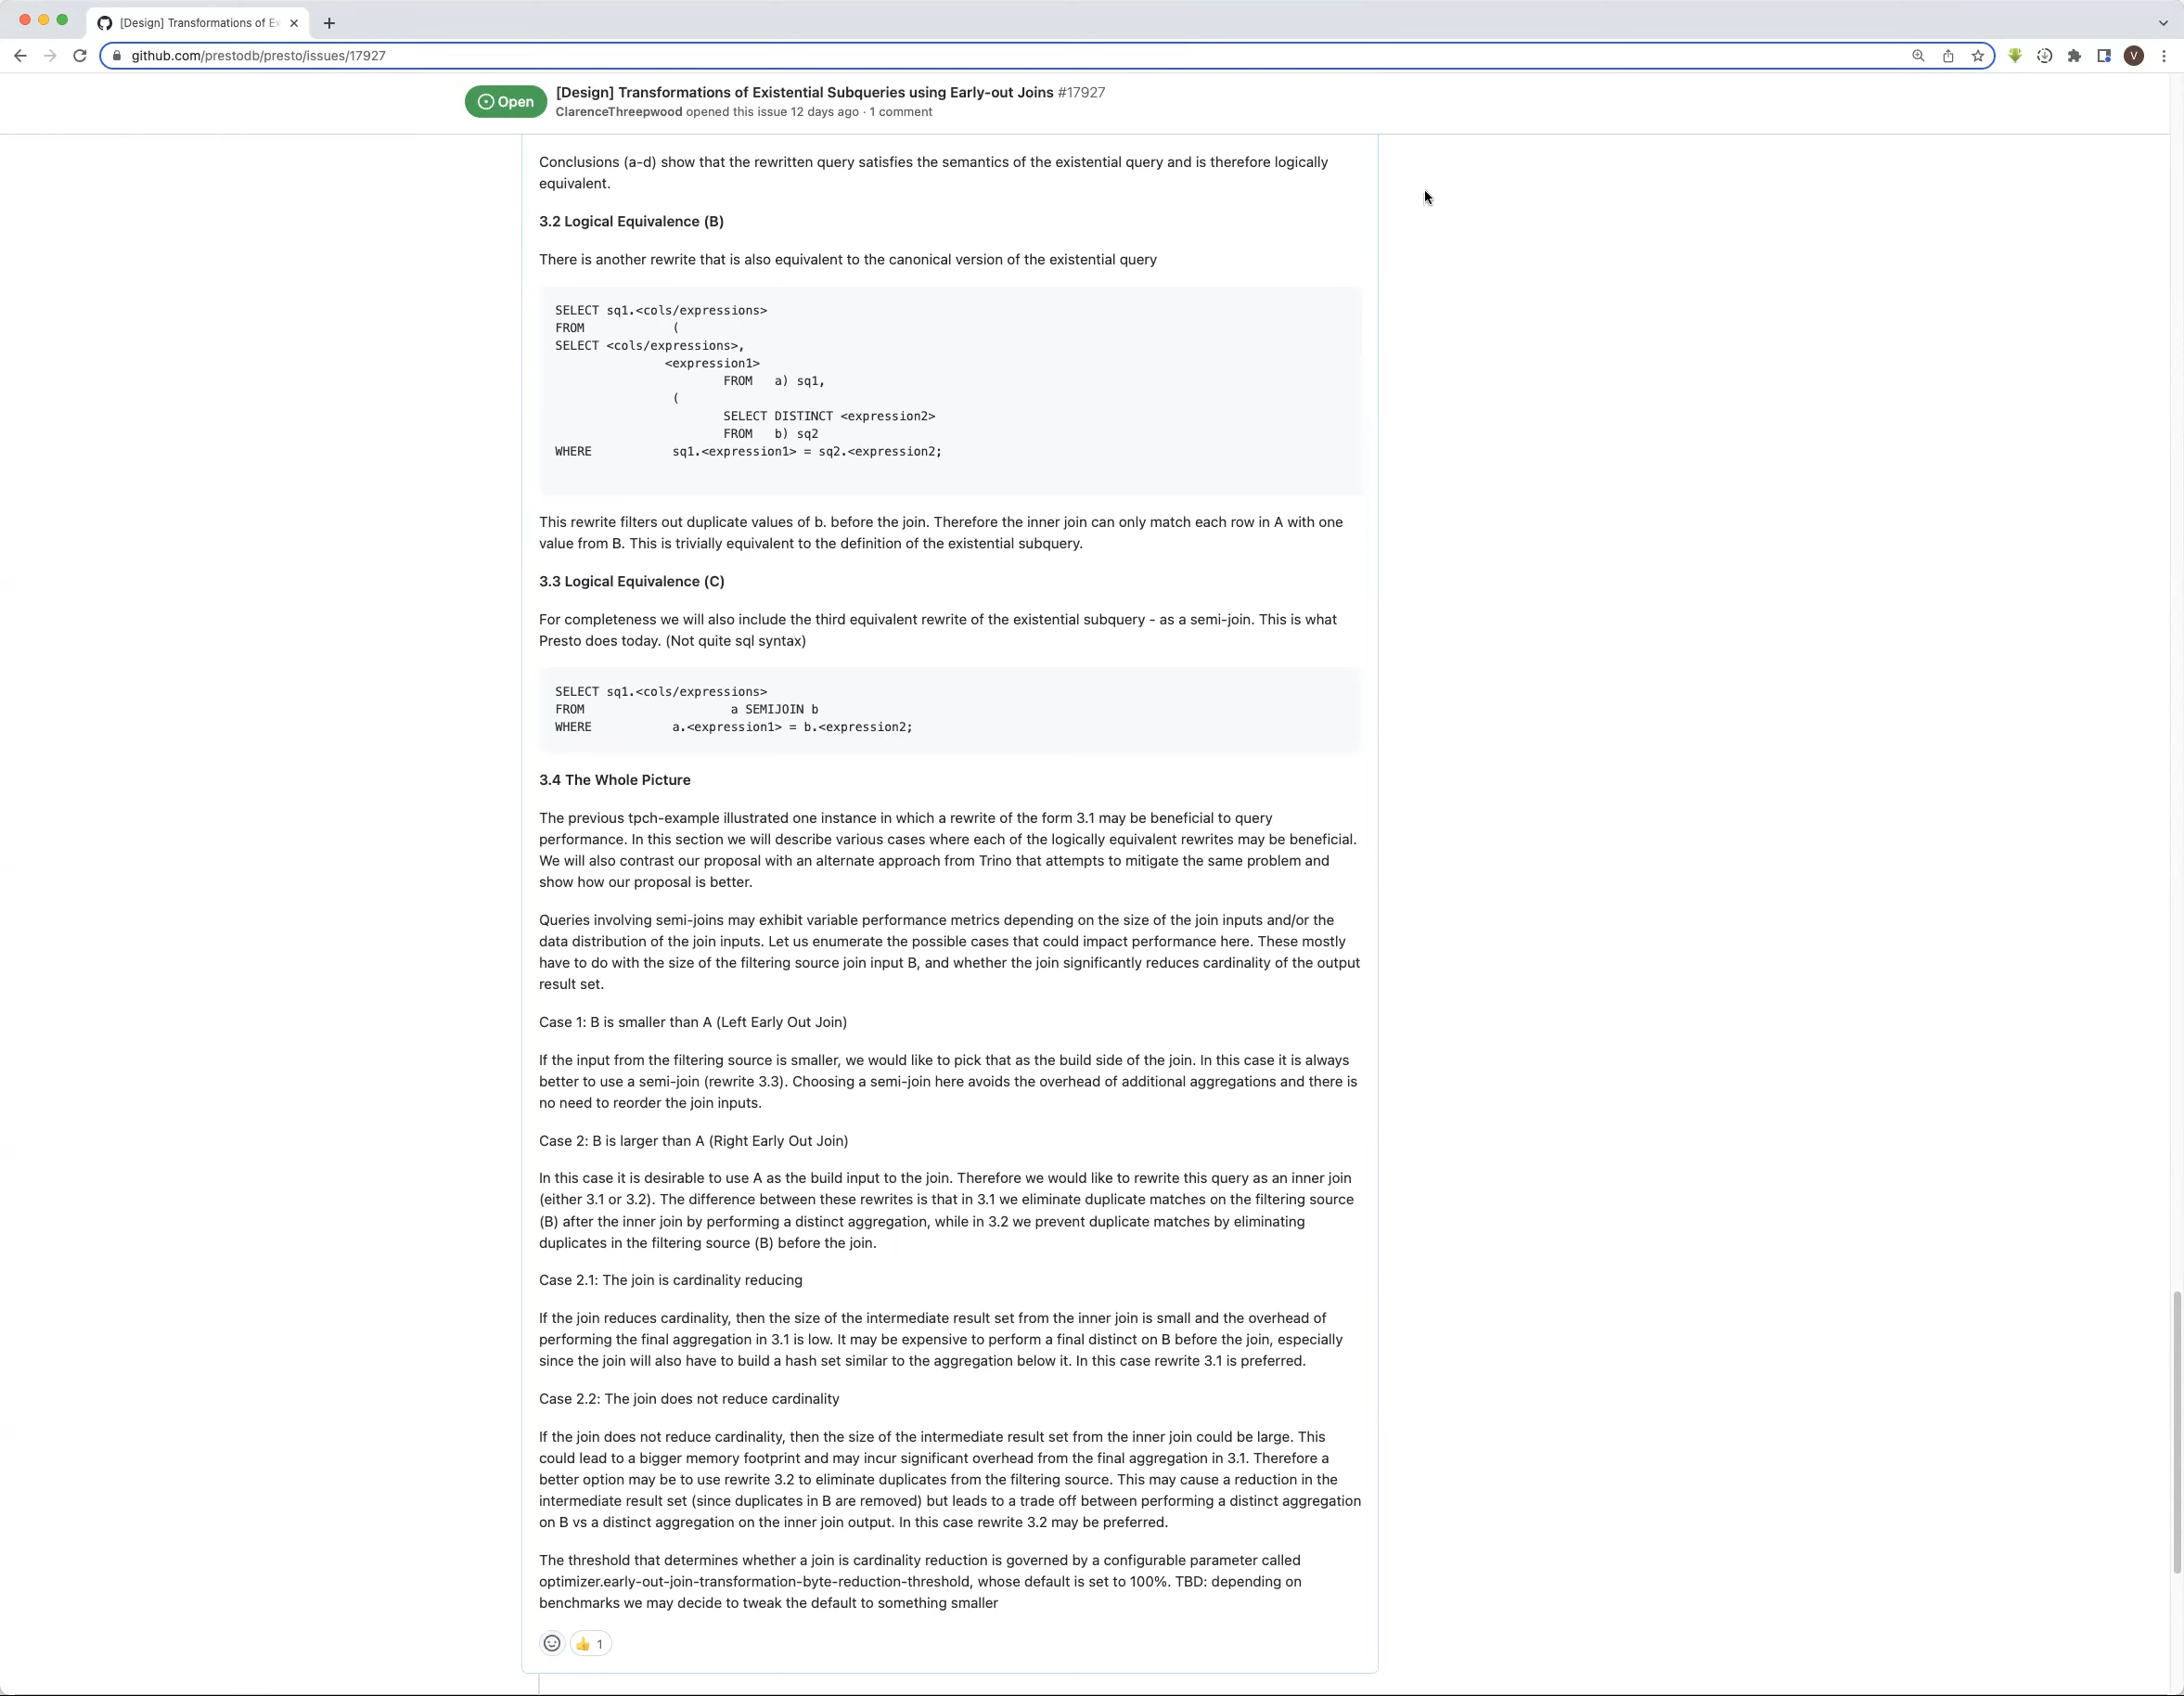 [Design] Transformations of Ex
github.com/prestodb/presto/issues/17927
V
Open
[Design] Transformations of Existential Subqueries using Early-out Joins #17927
ClarenceThreepwood opened this issue 12 days ago · 1 comment
Conclusions (a-d) show that the rewritten query satisfies the semantics of the existential query and is therefore logically
equivalent.
3.2 Logical Equivalence (B)
There is another rewrite that is also equivalent to the canonical version of the existential query
SELECT sq1.<cols/expressions>
FROM            (
SELECT <cols/expressions>,
               <expression1>
                       FROM   a) sq1,
                (
                       SELECT DISTINCT <expression2>
                       FROM   b) sq2
WHERE           sq1.<expression1> = sq2.<expression2;
This rewrite filters out duplicate values of b. before the join. Therefore the inner join can only match each row in A with one
value from B. This is trivially equivalent to the definition of the existential subquery.
3.3 Logical Equivalence (C)
For completeness we will also include the third equivalent rewrite of the existential subquery - as a semi-join. This is what
Presto does today. (Not quite sql syntax)
SELECT sq1.<cols/expressions>
FROM                    a SEMIJOIN b
WHERE           a.<expression1> = b.<expression2;
3.4 The Whole Picture
The previous tpch-example illustrated one instance in which a rewrite of the form 3.1 may be beneficial to query
performance. In this section we will describe various cases where each of the logically equivalent rewrites may be beneficial.
We will also contrast our proposal with an alternate approach from Trino that attempts to mitigate the same problem and
show how our proposal is better.
Queries involving semi-joins may exhibit variable performance metrics depending on the size of the join inputs and/or the
data distribution of the join inputs. Let us enumerate the possible cases that could impact performance here. These mostly
have to do with the size of the filtering source join input B, and whether the join significantly reduces cardinality of the output
result set.
Case 1: B is smaller than A (Left Early Out Join)
If the input from the filtering source is smaller, we would like to pick that as the build side of the join. In this case it is always
better to use a semi-join (rewrite 3.3). Choosing a semi-join here avoids the overhead of additional aggregations and there is
no need to reorder the join inputs.
Case 2: B is larger than A (Right Early Out Join)
In this case it is desirable to use A as the build input to the join. Therefore we would like to rewrite this query as an inner join
(either 3.1 or 3.2). The difference between these rewrites is that in 3.1 we eliminate duplicate matches on the filtering source
(B) after the inner join by performing a distinct aggregation, while in 3.2 we prevent duplicate matches by eliminating
duplicates in the filtering source (B) before the join.
Case 2.1: The join is cardinality reducing
If the join reduces cardinality, then the size of the intermediate result set from the inner join is small and the overhead of
performing the final aggregation in 3.1 is low. It may be expensive to perform a final distinct on B before the join, especially
since the join will also have to build a hash set similar to the aggregation below it. In this case rewrite 3.1 is preferred.
Case 2.2: The join does not reduce cardinality
If the join does not reduce cardinality, then the size of the intermediate result set from the inner join could be large. This
could lead to a bigger memory footprint and may incur significant overhead from the final aggregation in 3.1. Therefore a
better option may be to use rewrite 3.2 to eliminate duplicates from the filtering source. This may cause a reduction in the
intermediate result set (since duplicates in B are removed) but leads to a trade off between performing a distinct aggregation
on B vs a distinct aggregation on the inner join output. In this case rewrite 3.2 may be preferred.
The threshold that determines whether a join is cardinality reduction is governed by a configurable parameter called
optimizer.early-out-join-transformation-byte-reduction-threshold, whose default is set to 100%. TBD: depending on
benchmarks we may decide to tweak the default to something smaller
👍 1